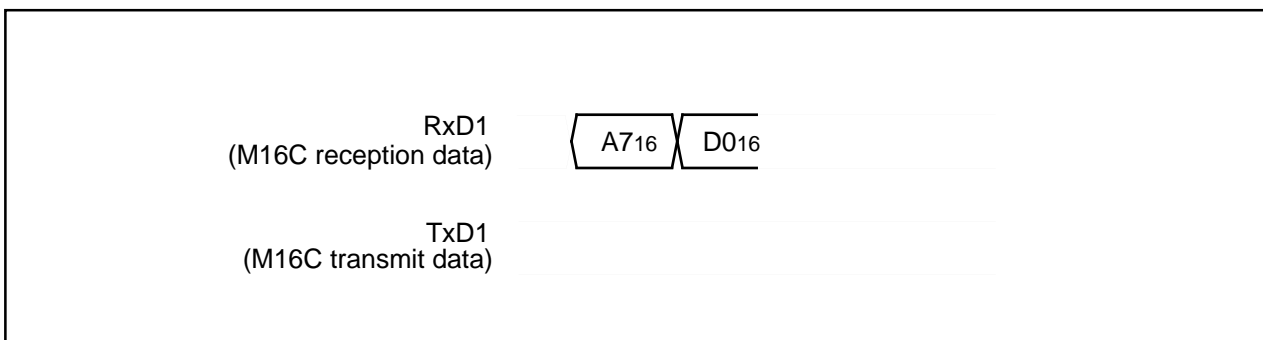 RxD1
(M16C reception data)
A716
D016
TxD1
(M16C transmit data)